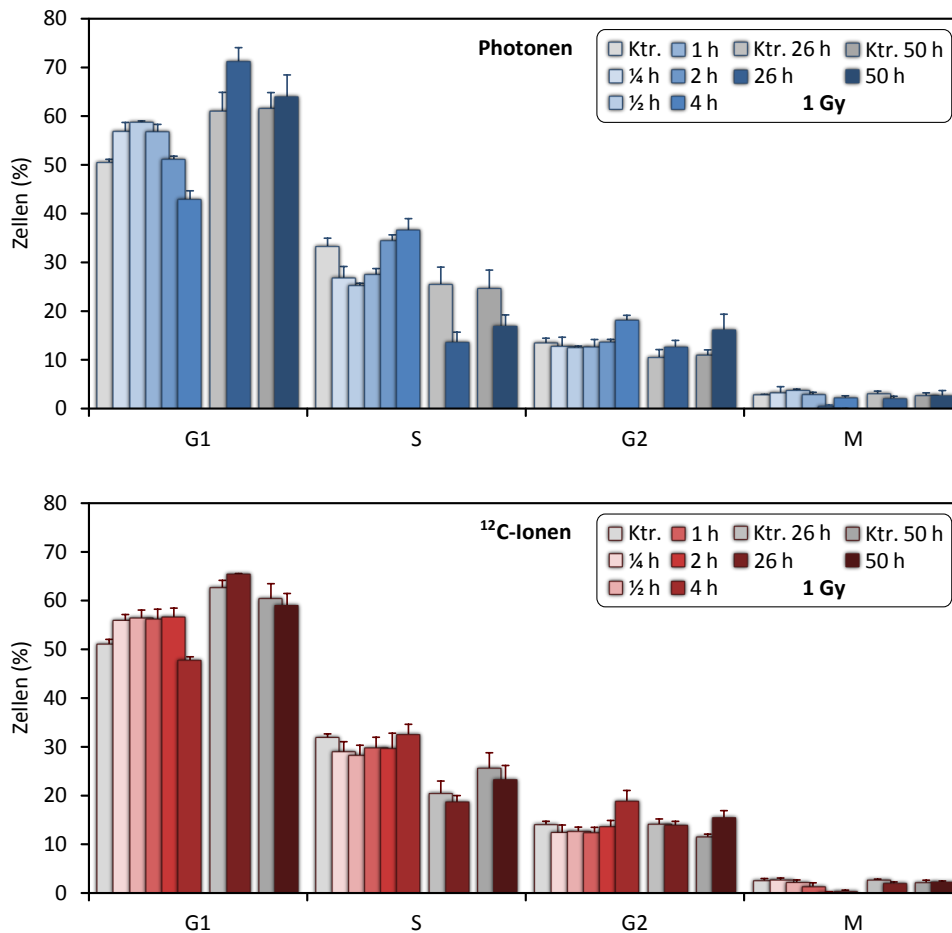 80
70
60
50
40
30
20
10
0
Zellen (%)
Photonen
Ktr. 1 h Ktr. 26 h Ktr. 50 h
¼ h 2 h 26 h 50 h
½ h 4 h 1 Gy
G1 S G2 M
80
70
60
50
40
30
20
10
0
Zellen (%)
¹²C-Ionen
Ktr. 1 h Ktr. 26 h Ktr. 50 h
¼ h 2 h 26 h 50 h
½ h 4 h 1 Gy
G1 S G2 M